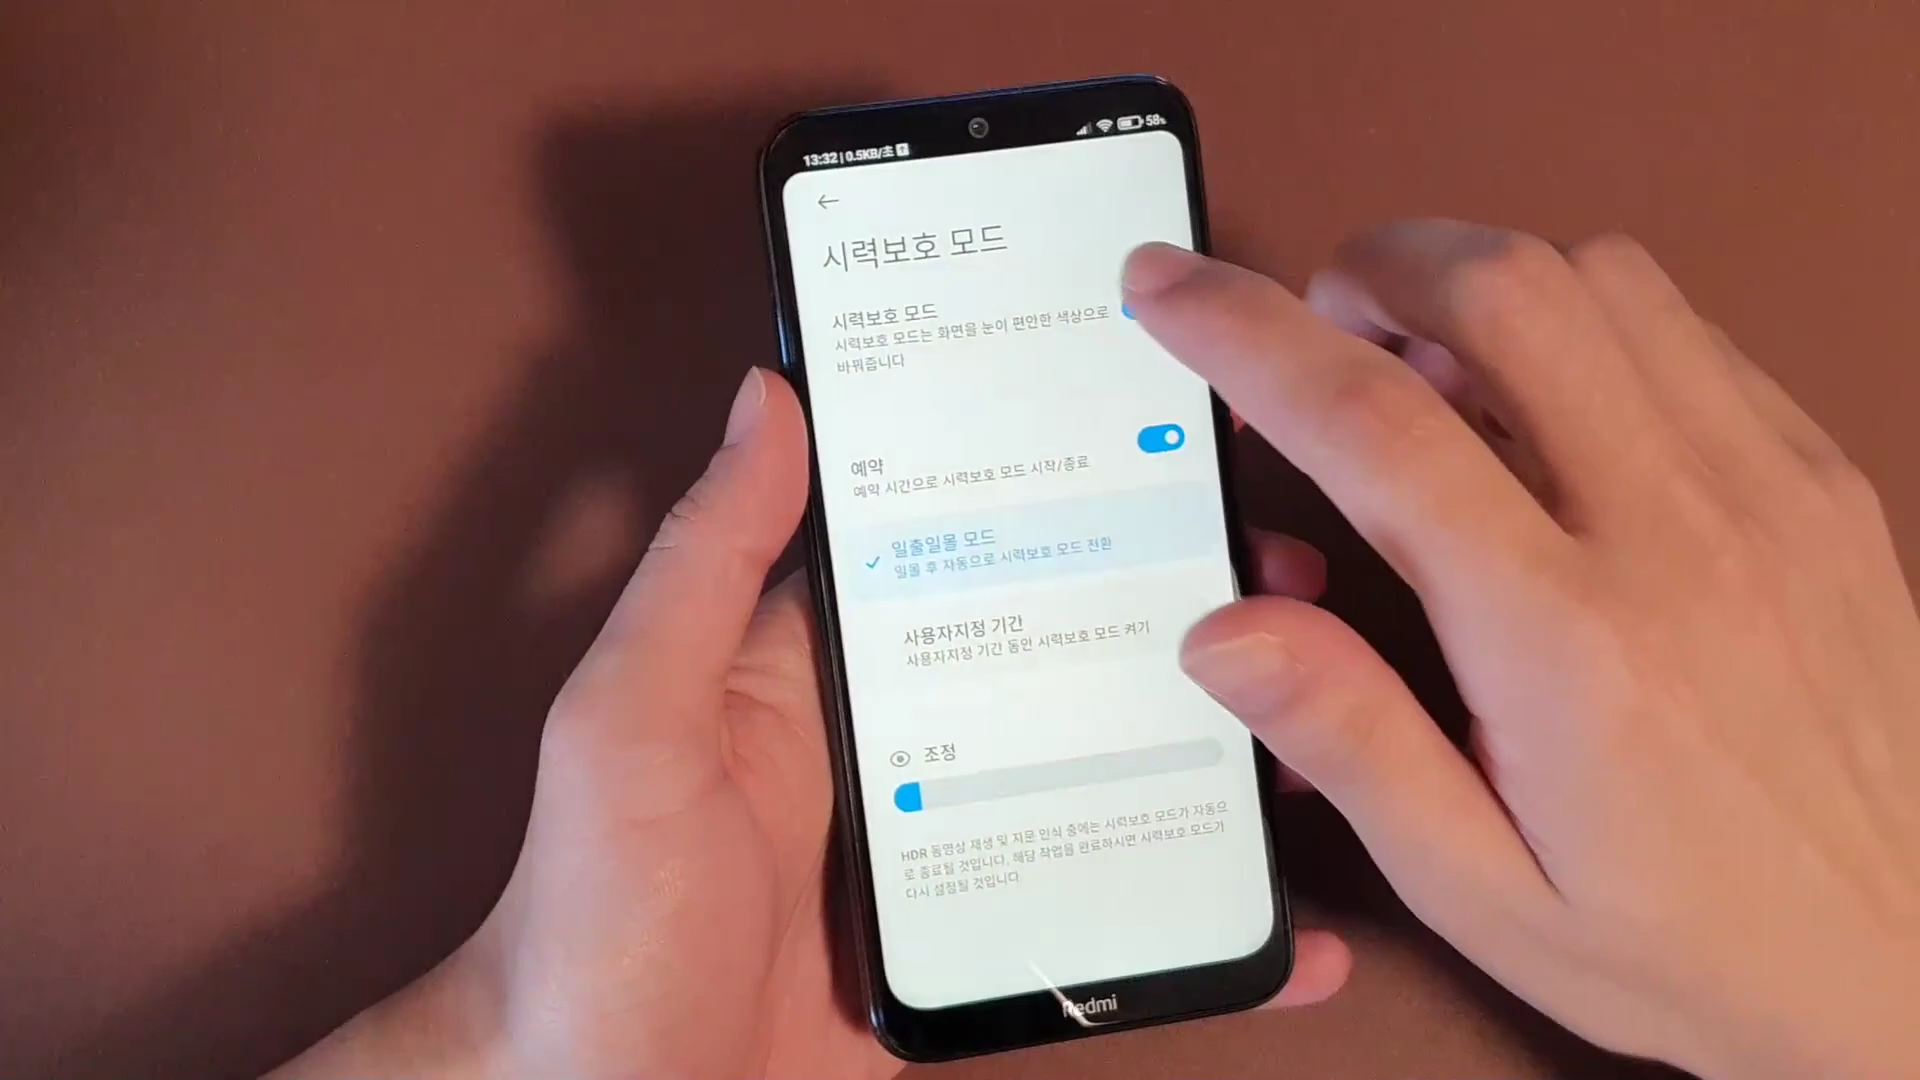 13:32 | 0.5KB/초
58%
시력보호 모드
시력보호 모드
시력보호 모드는 화면을 눈이 편안한 색상으로
바꿔줍니다
예약
예약 시간으로 시력보호 모드 시작/종료
일출일몰 모드
일몰 후 자동으로 시력보호 모드 전환
사용자지정 기간
사용자지정 기간 동안 시력보호 모드 켜기
조정
HDR 동영상 재생 및 지문 인식 중에는 시력보호 모드가 자동으
로 종료될 것입니다, 해당 작업을 완료하시면 시력보호 모드가
다시 설정될 것입니다
Redmi